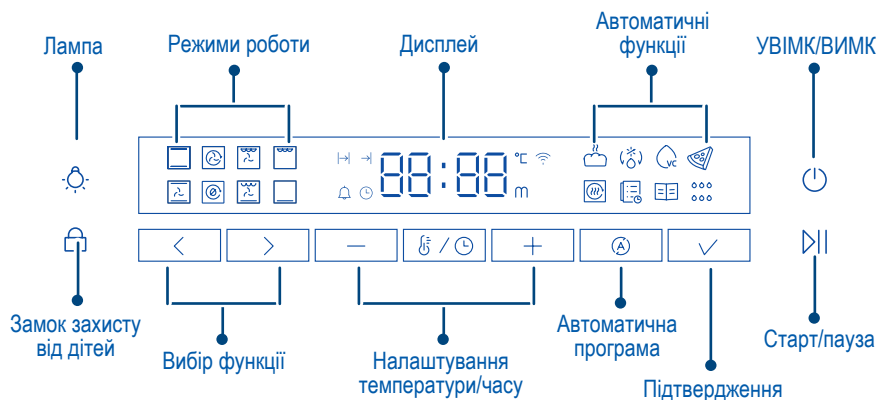 Лампа
Режими роботи
Дисплей
Автоматичні
функції
УВІМК/ВИМК
88:88
°C
m
VC
A
Замок захисту
від дітей
Вибір функції
Налаштування
температури/часу
Автоматична
програма
Підтвердження
Старт/пауза